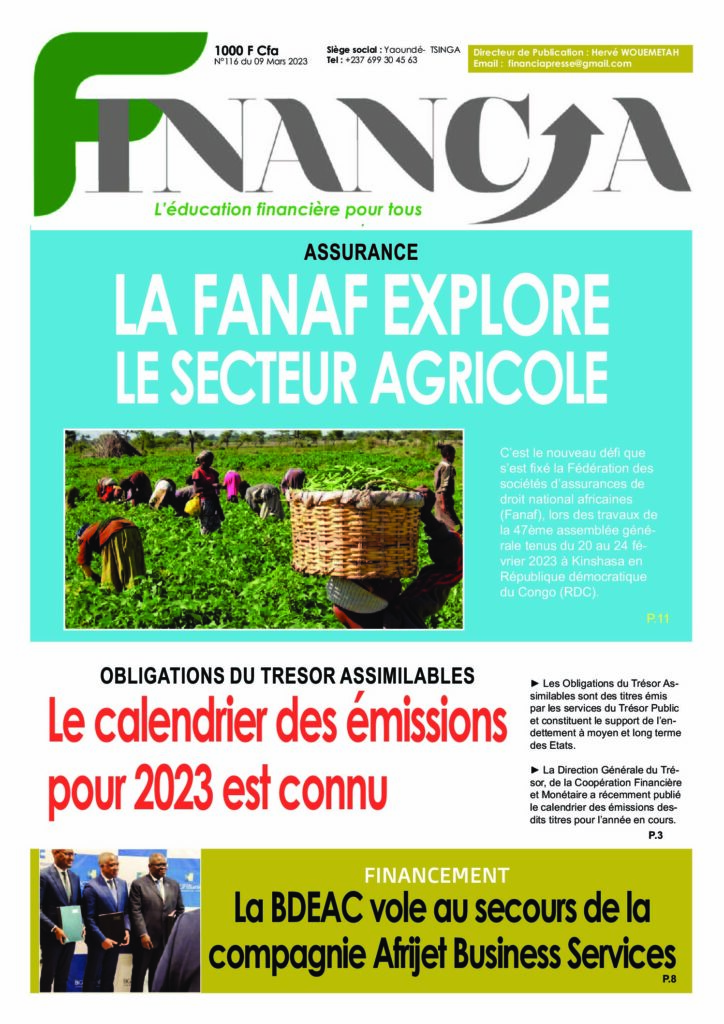 1000 F Cfa
N°116 du 09 Mars 2023
Siège social : Yaoundé- TSINGA
Tel : +237 699 30 45 63
Directeur de Publication : Hervé WOUEMETAH
Email : financiapresse@gmail.com
FINANCIA
L'éducation financière pour tous
ASSURANCE
LA FANAF EXPLORE
LE SECTEUR AGRICOLE
C'est le nouveau défi que
s'est fixé la Fédération des
sociétés d'assurances de
droit national africaines
(Fanaf), lors des travaux de
la 47ème assemblée géné-
rale tenus du 20 au 24 fé-
vrier 2023 à Kinshasa en
République démocratique
du Congo (RDC).
P.11
OBLIGATIONS DU TRESOR ASSIMILABLES
Le calendrier des émissions
pour 2023 est connu
► Les Obligations du Trésor As-
similables sont des titres émis
par les services du Trésor Public
et constituent le support de l'en-
dettement à moyen et long terme
des Etats.
► La Direction Générale du Tré-
sor, de la Coopération Financière
et Monétaire a récemment publié
le calendrier des émissions des-
dits titres pour l'année en cours.
P.3
FINANCEMENT
La BDEAC vole au secours de la
compagnie Afrijet Business Services
P.8